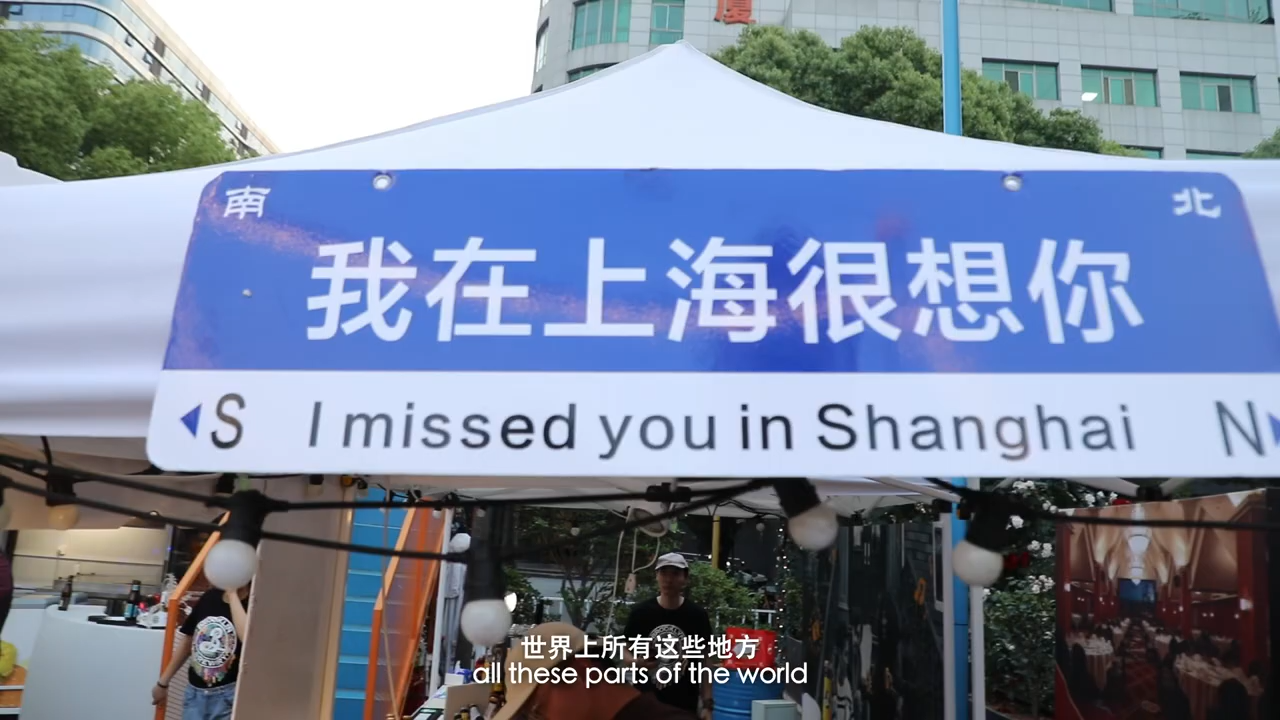 厦
南
北
我在上海很想你
S I missed you in Shanghai N
世界上所有这些地方
all these parts of the world